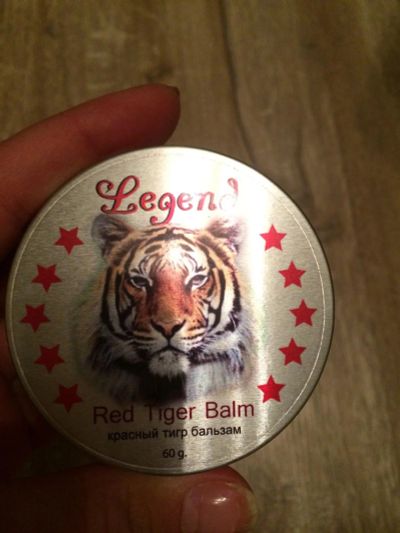 Legend
Red Tiger Balm
красный тигр бальзам
60 g.